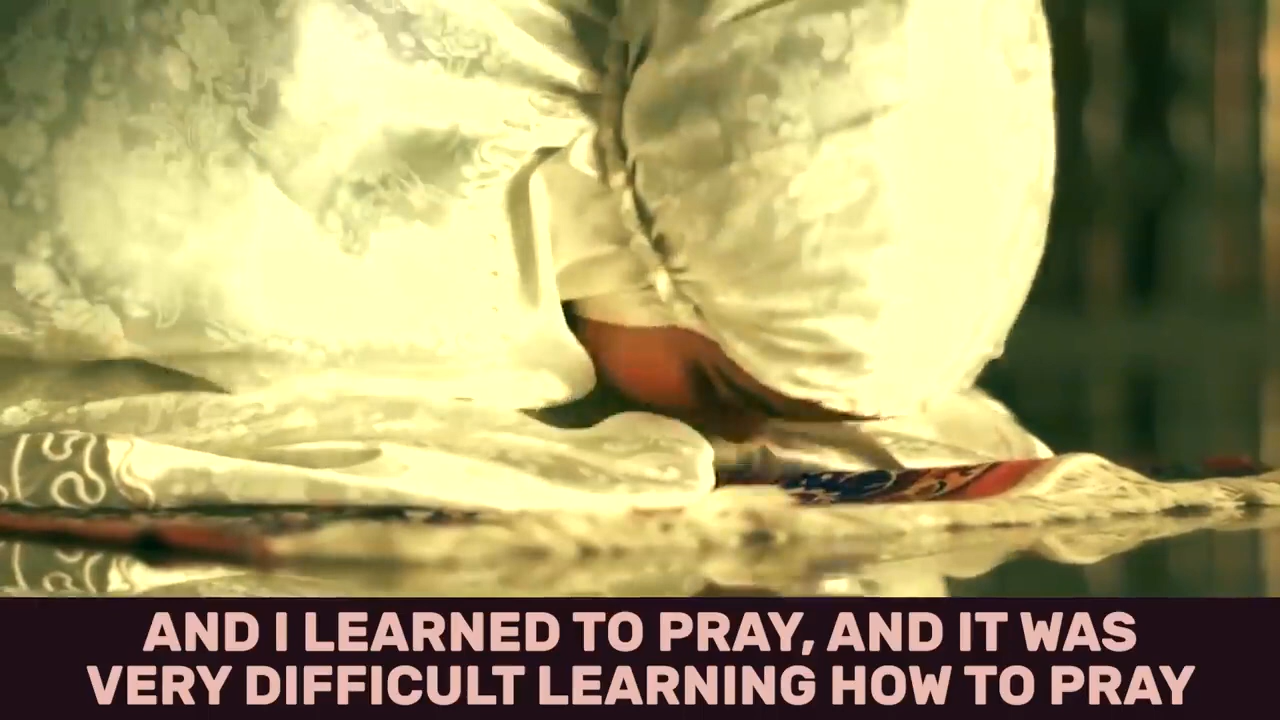 AND I LEARNED TO PRAY, AND IT WAS
VERY DIFFICULT LEARNING HOW TO PRAY